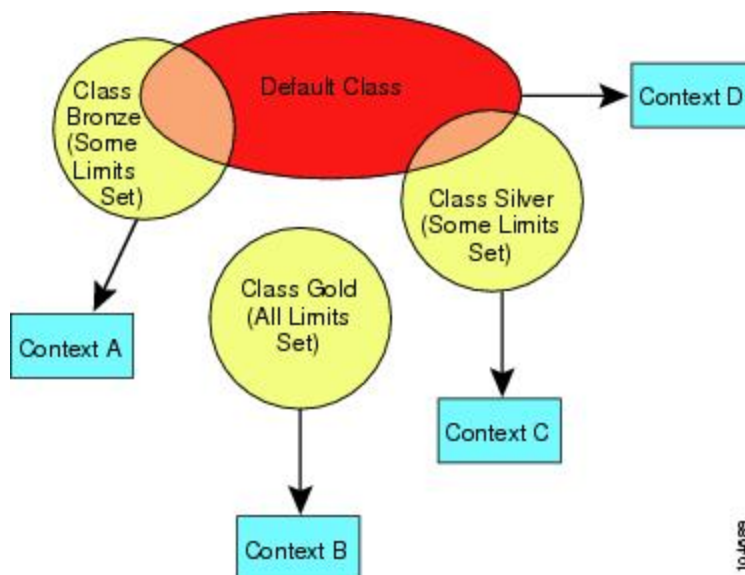 Default Class
Class
Bronze
(Some
Limits
Set)
Context D
Class Silver
(Some Limits
Set)
Class Gold
(All Limits
Set)
Context A
Context C
Context B